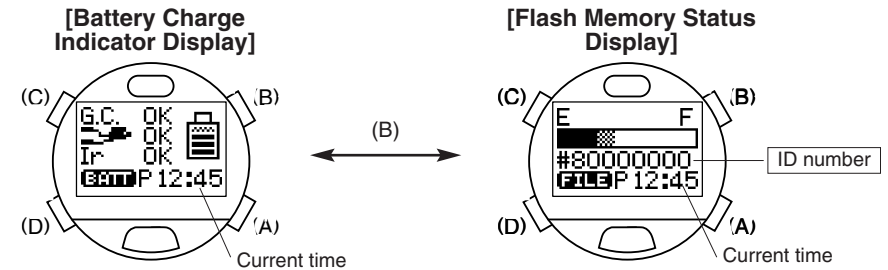 [Battery Charge
Indicator Display]
(C)
(B)
G.C. OK
OK
Ir OK
BATT P 12:45
(D)
(A)
Current time
(B)
[Flash Memory Status
Display]
(C)
(B)
E F
#80000000
ID number
FILE P 12:45
(D)
(A)
Current time